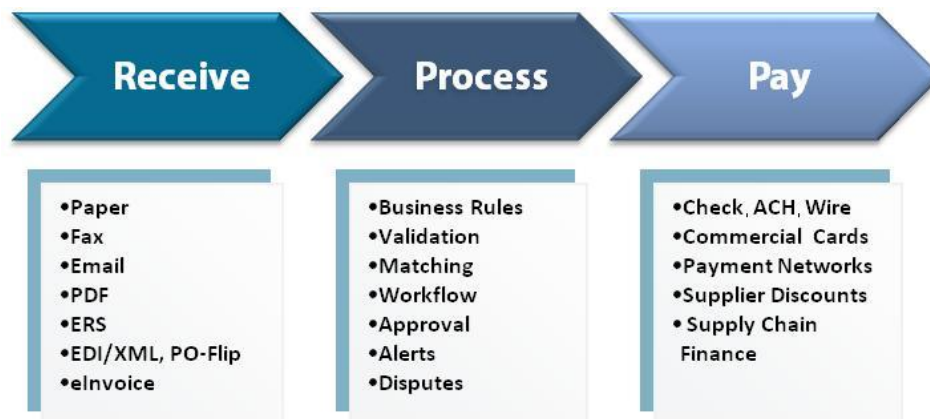 Receive
Process
Pay
•Paper
•Fax
•Email
•PDF
•ERS
•EDI/XML, PO-Flip
•eInvoice
•Business Rules
•Validation
•Matching
•Workflow
•Approval
•Alerts
•Disputes
•Check, ACH, Wire
•Commercial Cards
•Payment Networks
•Supplier Discounts
• Supply Chain
Finance